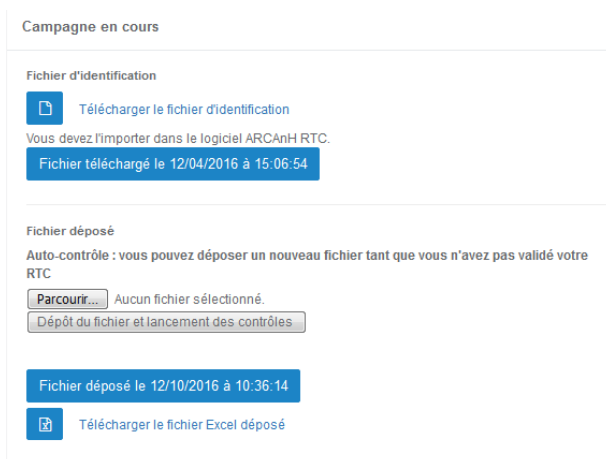 Campagne en cours
Fichier d'identification
Télécharger le fichier d'identification
Vous devez l'importer dans le logiciel ARCAnH RTC.
Fichier téléchargé le 12/04/2016 à 15:06:54
Fichier déposé
Auto-contrôle : vous pouvez déposer un nouveau fichier tant que vous n'avez pas validé votre
RTC
Parcourir... Aucun fichier sélectionné.
Dépôt du fichier et lancement des contrôles
Fichier déposé le 12/10/2016 à 10:36:14
Télécharger le fichier Excel déposé